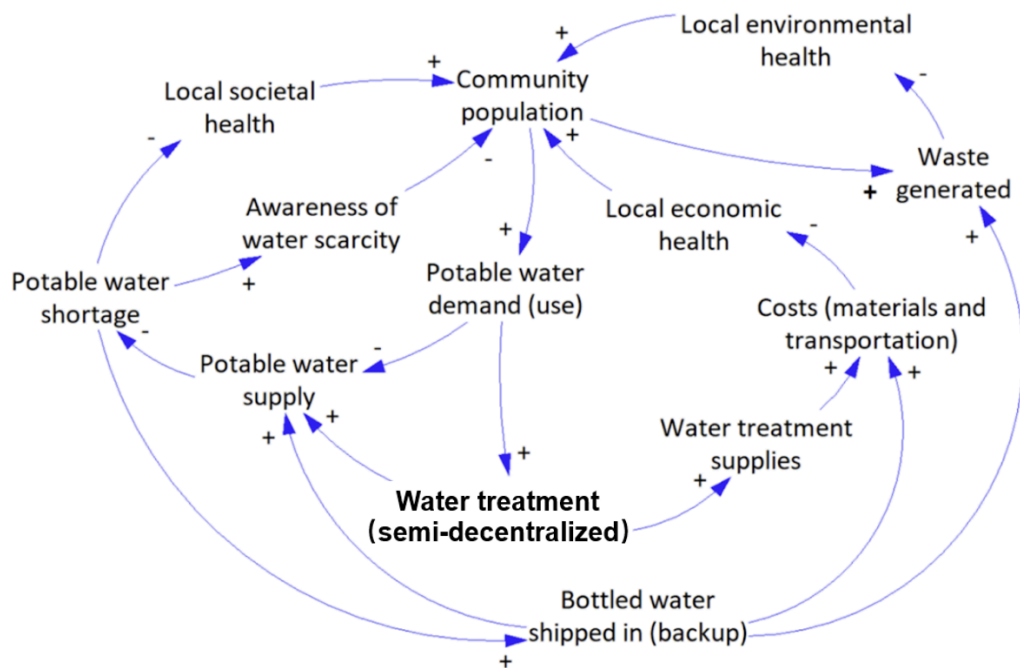 Local environmental
health
+
+
Community
population
+
Local societal
health
-
-
Waste
generated
+
+
-
+
Awareness of
water scarcity
-
Local economic
health
-
+
Potable water
shortage
+
Potable water
demand (use)
Costs (materials and
transportation)
-
-
Potable water
supply
+
+
+
+
Water treatment
supplies
+
+
Water treatment
(semi-decentralized)
Bottled water
shipped in (backup)
+